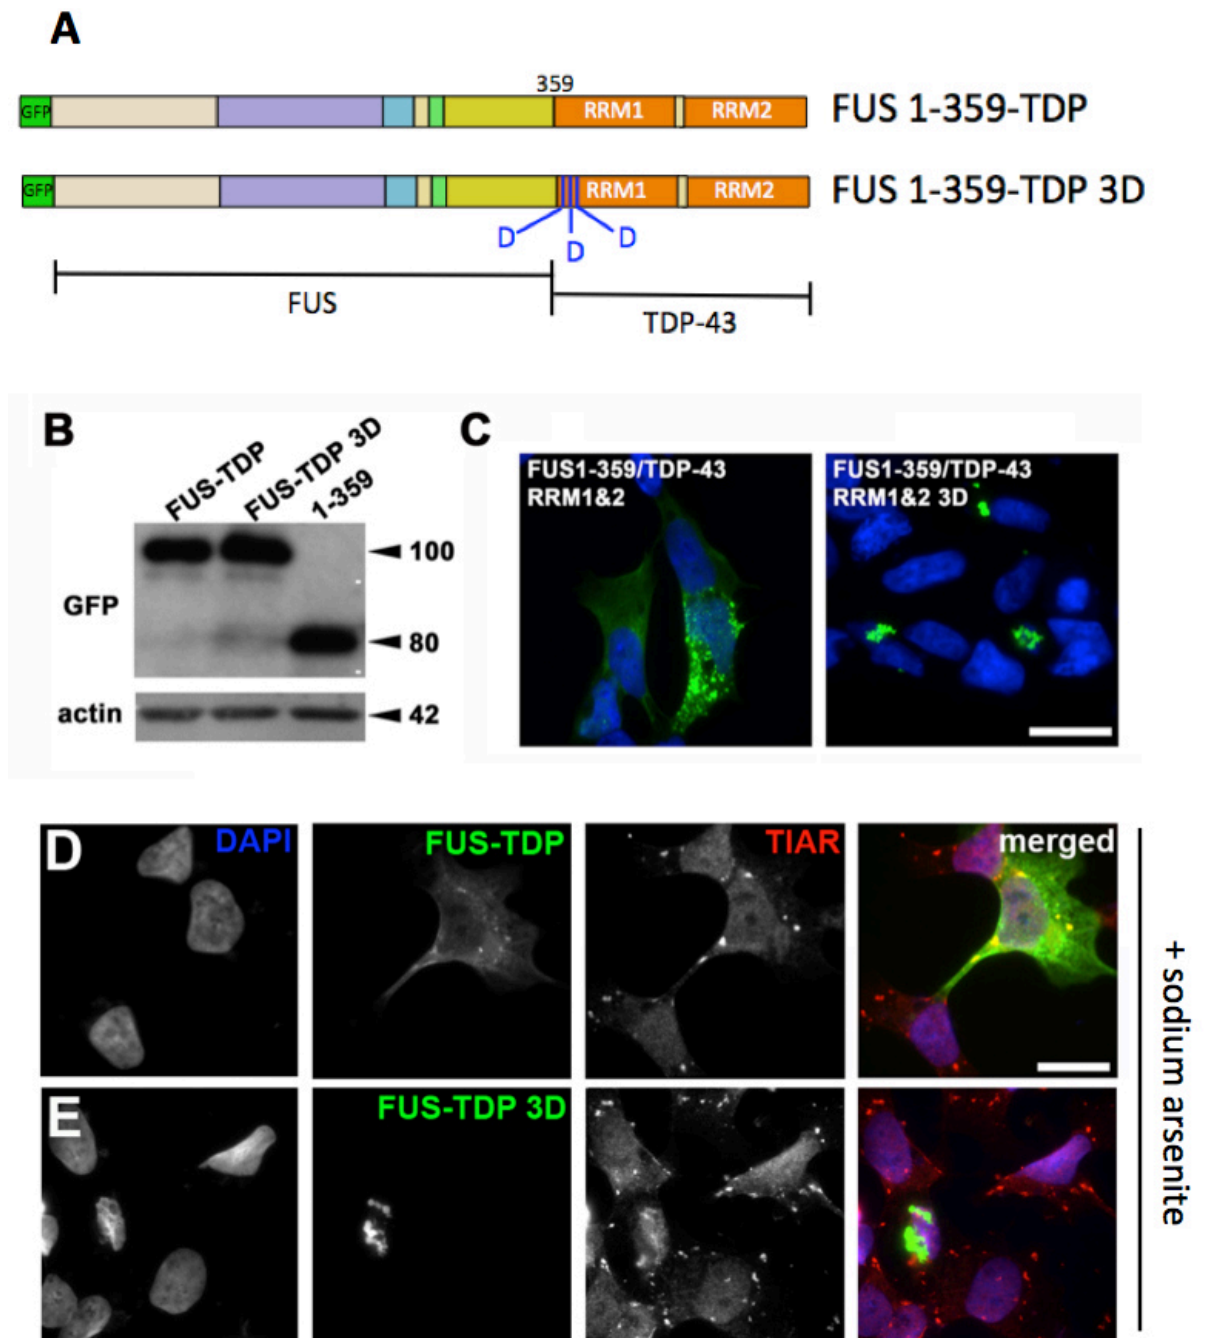 A
359
GFP RRM1 RRM2 FUS 1-359-TDP
GFP RRM1 RRM2 FUS 1-359-TDP 3D
D D D
FUS
TDP-43
B
FUS-TDP
FUS-TDP 3D
1-359
GFP
100
80
actin
42
C
FUS1-359/TDP-43
RRM1&2
FUS1-359/TDP-43
RRM1&2 3D
D
DAPI
FUS-TDP
TIAR
merged
E
FUS-TDP 3D
+ sodium arsenite